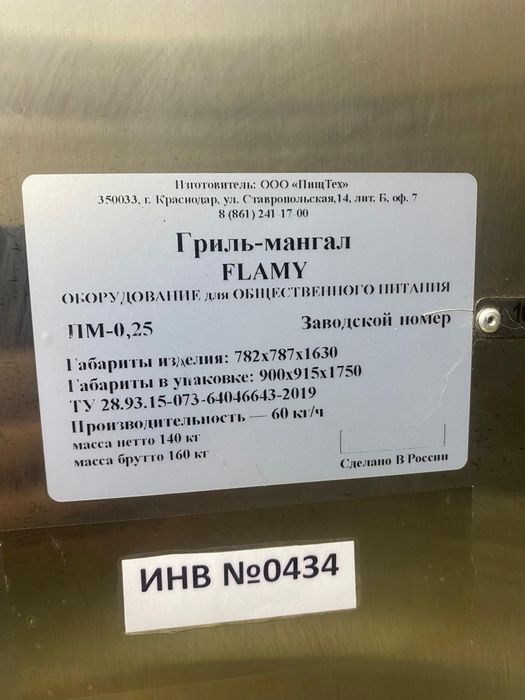 Изготовитель: ООО «ПищТех»
350033, г. Краснодар, ул. Ставропольская,14, лит. Б, оф. 7
8 (861) 241-17-00
Гриль-мангал
FLAMY
ОБОРУДОВАНИЕ для ОБЩЕСТВЕННОГО ПИТАНИЯ
ПМ-0,25 Заводской номер
Габариты изделия: 782х787х1630
Габариты в упаковке: 900х915х1750
ТУ 28.93.15-073-64046643-2019
Производительность — 60 кг/ч
масса нетто 140 кг
масса брутто 160 кг
Сделано В России
ИНВ №0434